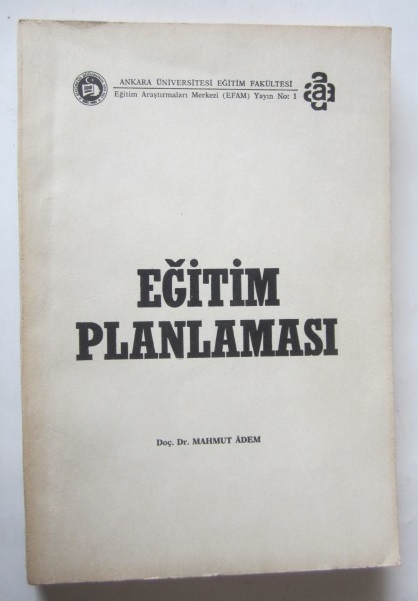 ANKARA ÜNİVERSİTESİ EĞİTİM FAKÜLTESİ
Eğitim Araştırmaları Merkezi (EFAM) Yayın No: 1
EĞİTİM
PLANLAMASI
Doç. Dr. MAHMUT ÂDEM